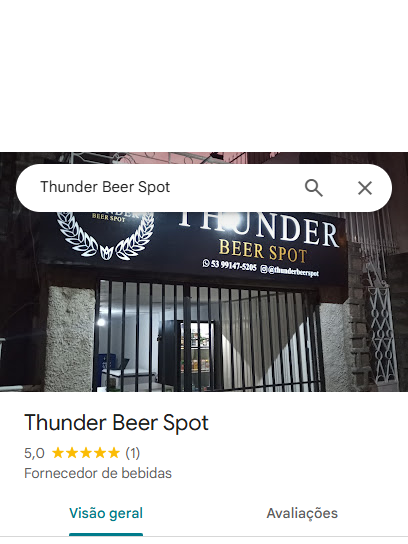 Thunder Beer Spot
BEER SPOT
THUNDER
BEER SPOT
53 99147-5205 @thunderbeerspot
Thunder Beer Spot
5,0 (1)
Fornecedor de bebidas
Visão geral Avaliações